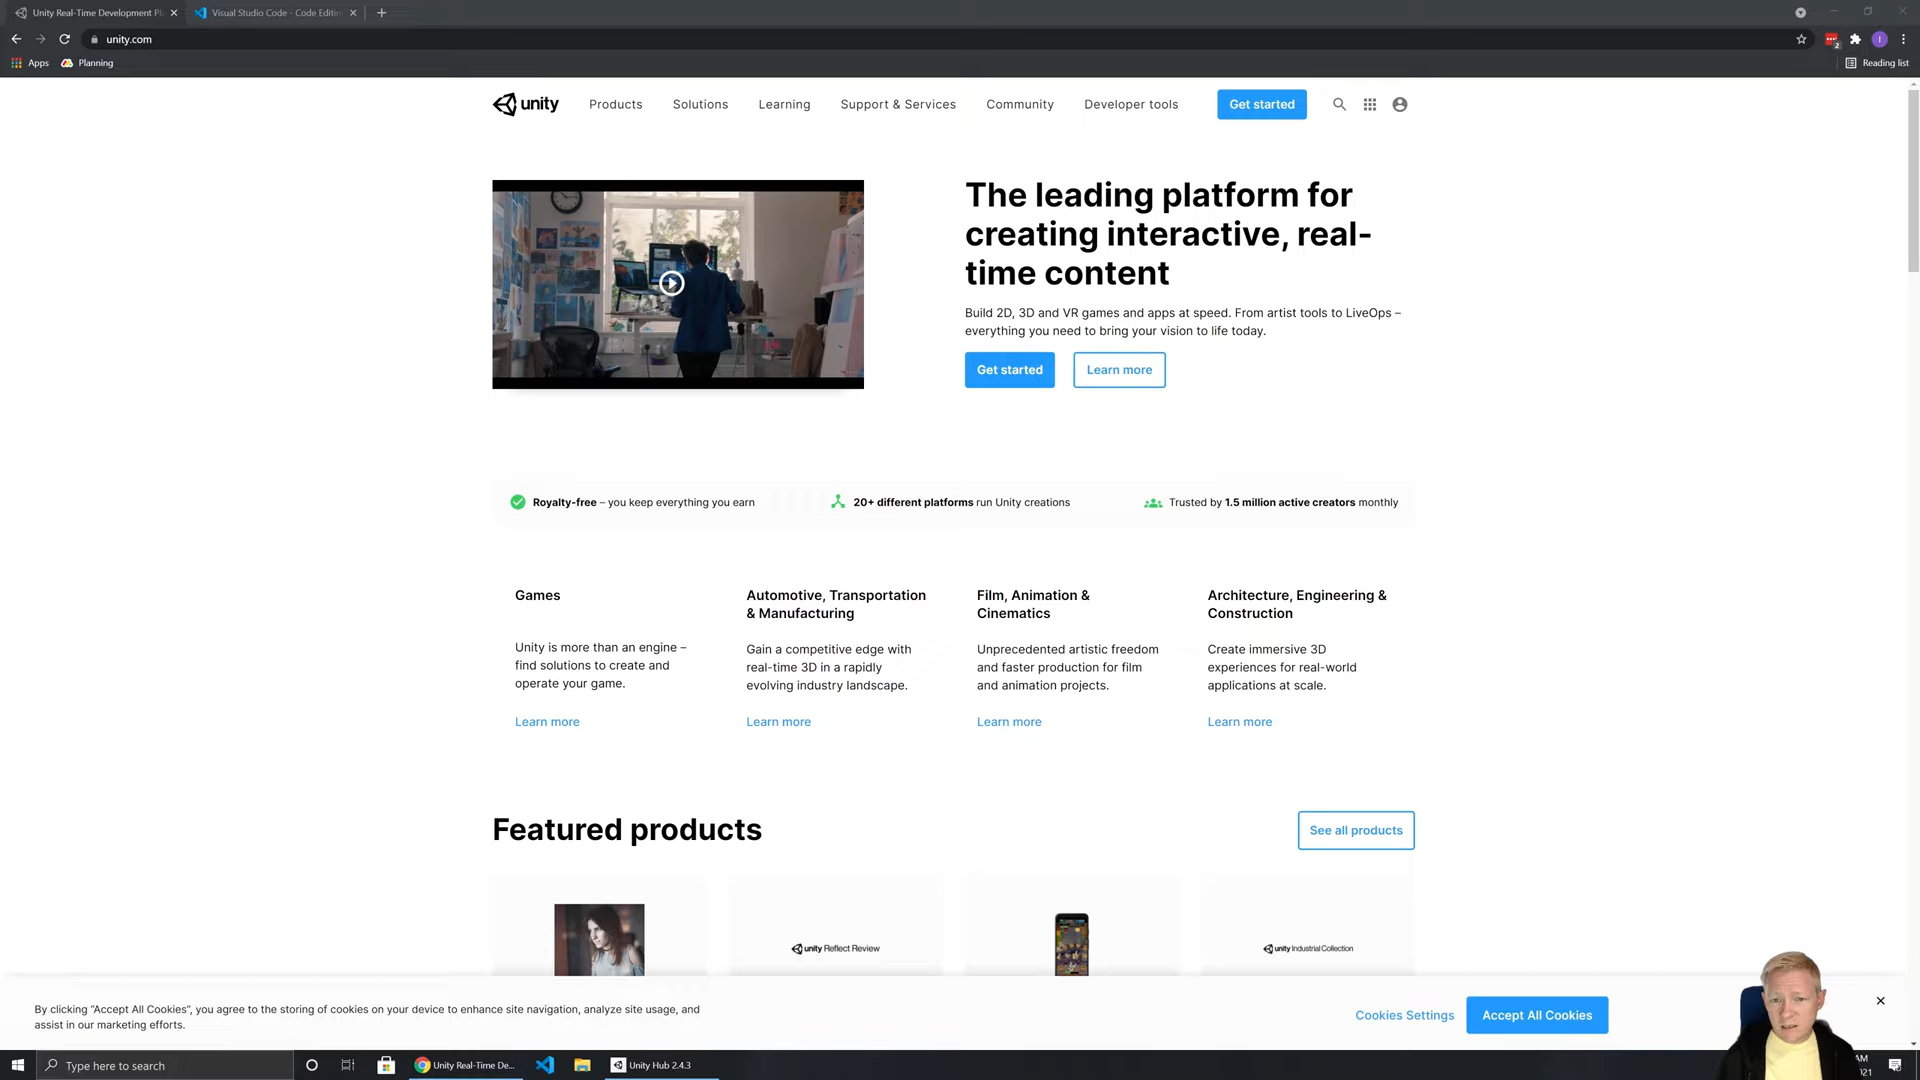 Unity Real-Time Development Pl
Visual Studio Code - Code Editin
unity.com
Apps
Planning
Reading list
unity
Products
Solutions
Learning
Support & Services
Community
Developer tools
Get started
The leading platform for
creating interactive, real-
time content
Build 2D, 3D and VR games and apps at speed. From artist tools to LiveOps –
everything you need to bring your vision to life today.
Get started
Learn more
Royalty-free – you keep everything you earn
20+ different platforms run Unity creations
Trusted by 1.5 million active creators monthly
Games
Unity is more than an engine –
find solutions to create and
operate your game.
Learn more
Automotive, Transportation
& Manufacturing
Gain a competitive edge with
real-time 3D in a rapidly
evolving industry landscape.
Learn more
Film, Animation &
Cinematics
Unprecedented artistic freedom
and faster production for film
and animation projects.
Learn more
Architecture, Engineering &
Construction
Create immersive 3D
experiences for real-world
applications at scale.
Learn more
Featured products
See all products
unity Reflect Review
unity Industrial Collection
By clicking “Accept All Cookies”, you agree to the storing of cookies on your device to enhance site navigation, analyze site usage, and
assist in our marketing efforts.
Cookies Settings
Accept All Cookies
Type here to search
Unity Real-Time De...
Unity Hub 2.4.3
AM
021